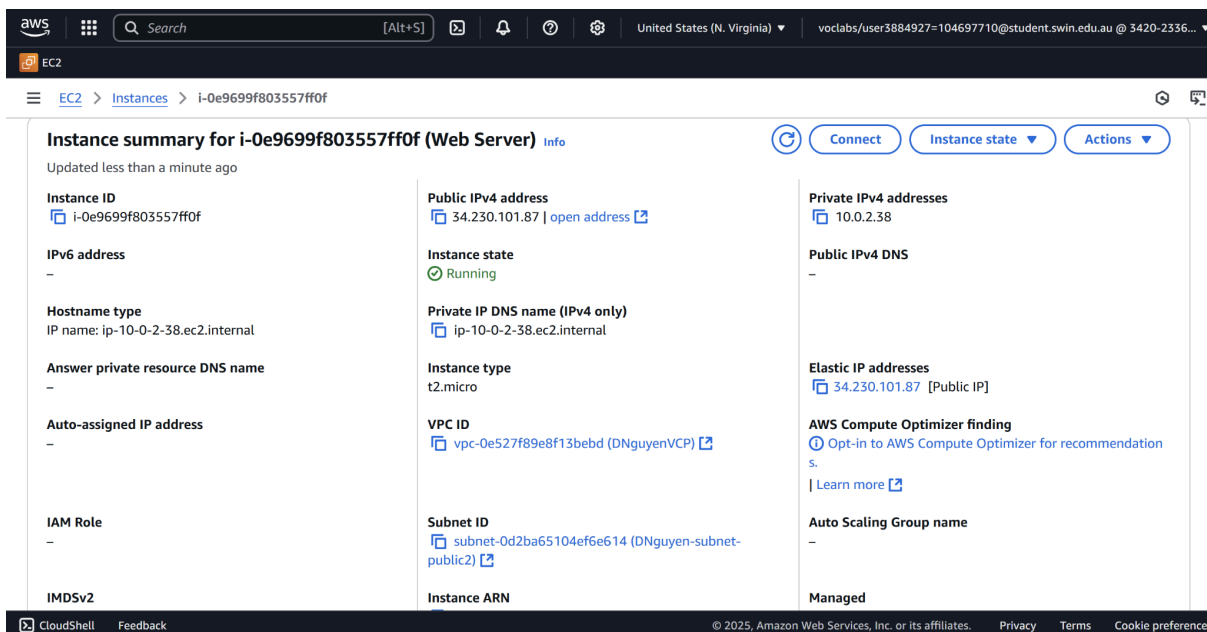 aws
Search [Alt+S]
United States (N. Virginia) ▼
voclabs/user3884927=104697710@student.swin.edu.au @ 3420-2336...
EC2
EC2 > Instances > i-0e9699f803557ff0f
Instance summary for i-0e9699f803557ff0f (Web Server) Info
Connect
Instance state ▼
Actions ▼
Updated less than a minute ago
Instance ID
i-0e9699f803557ff0f
Public IPv4 address
34.230.101.87 | open address
Private IPv4 addresses
10.0.2.38
IPv6 address
–
Instance state
Running
Public IPv4 DNS
–
Hostname type
IP name: ip-10-0-2-38.ec2.internal
Private IP DNS name (IPv4 only)
ip-10-0-2-38.ec2.internal
Answer private resource DNS name
–
Instance type
t2.micro
Elastic IP addresses
34.230.101.87 [Public IP]
Auto-assigned IP address
–
VPC ID
vpc-0e527f89e8f13bebd (DNguyenVCP)
AWS Compute Optimizer finding
Opt-in to AWS Compute Optimizer for recommendation
s.
| Learn more
IAM Role
–
Subnet ID
subnet-0d2ba65104ef6e614 (DNguyen-subnet-
public2)
Auto Scaling Group name
–
IMDSv2
Instance ARN
Managed
CloudShell
Feedback
© 2025, Amazon Web Services, Inc. or its affiliates.
Privacy
Terms
Cookie preference